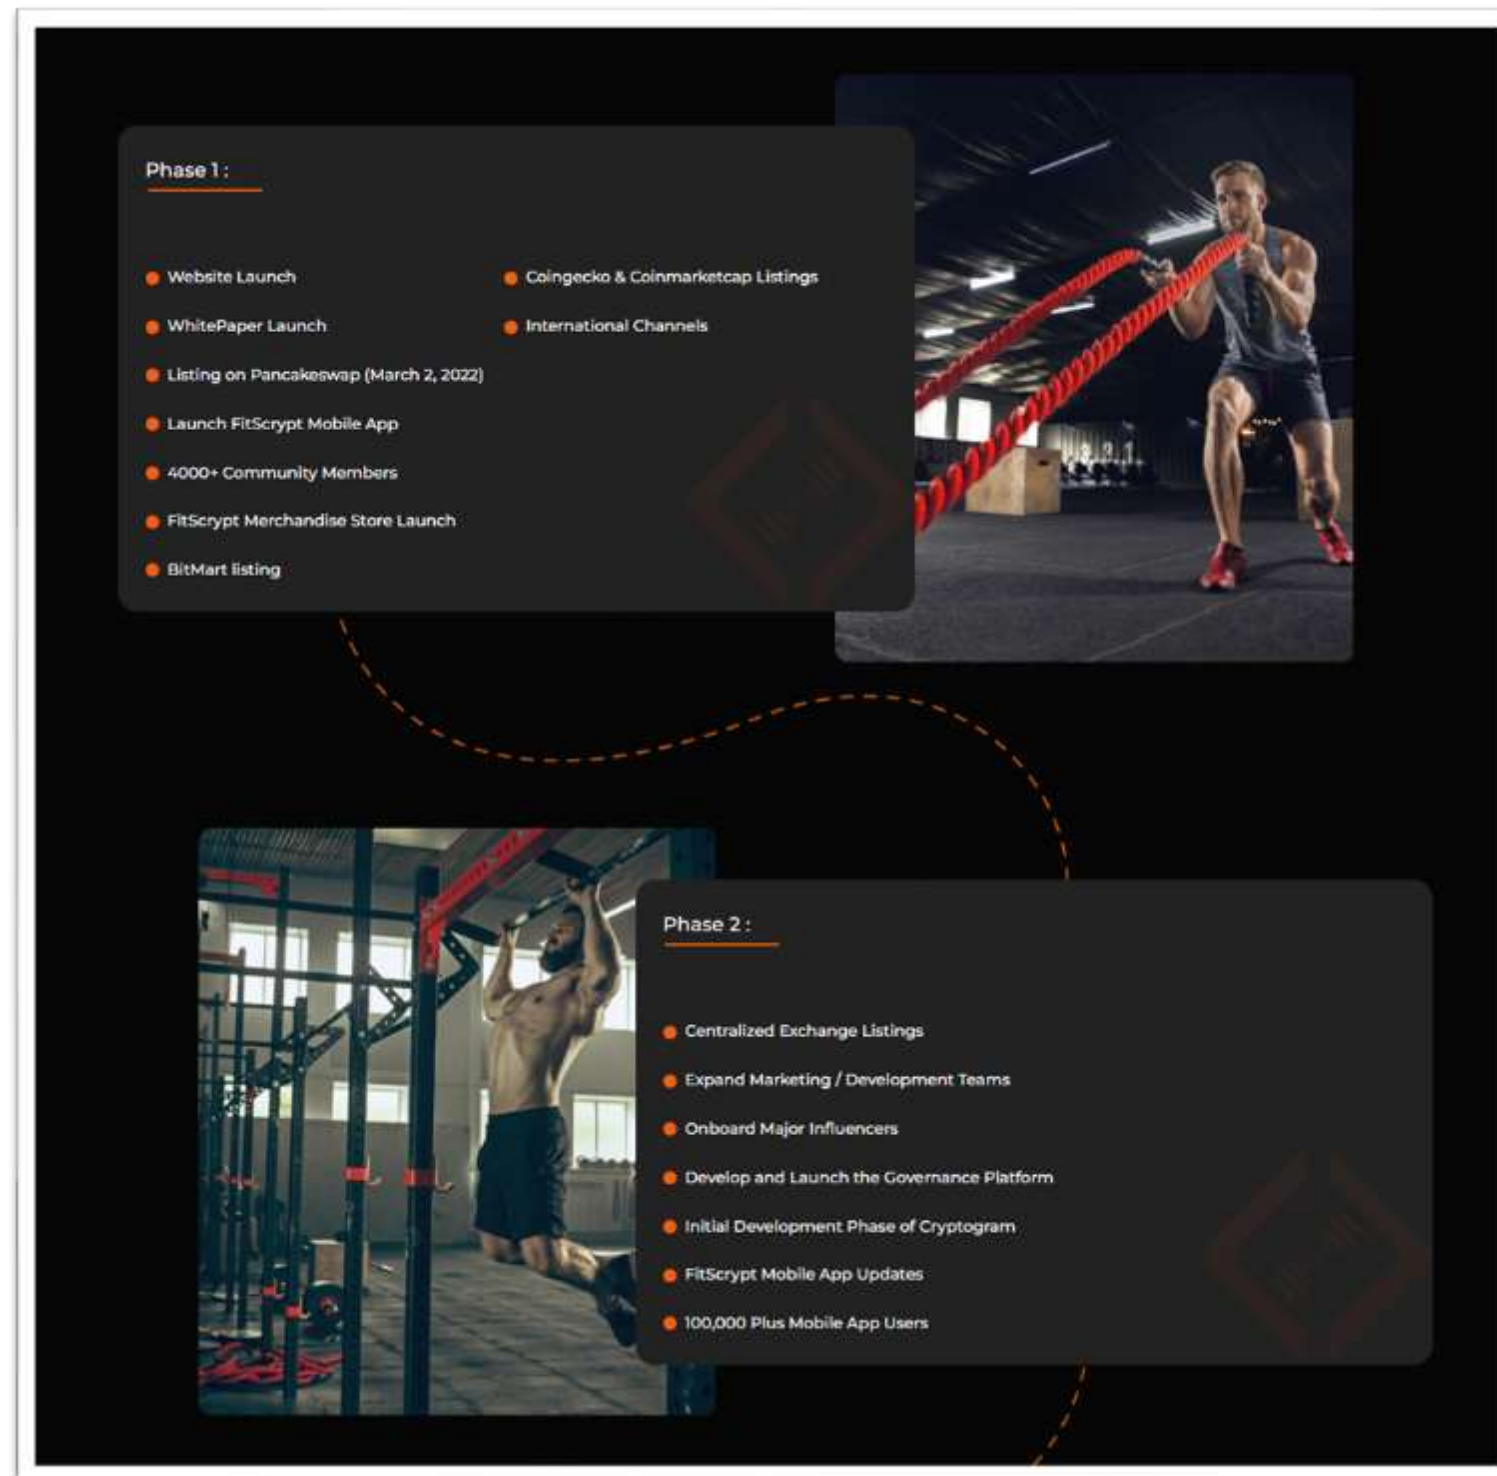 Phase 1 :
Website Launch
WhitePaper Launch
Listing on Pancakeswap (March 2, 2022)
Launch FitScrypt Mobile App
4000+ Community Members
FitScrypt Merchandise Store Launch
BitMart listing
Coingecko & Coinmarketcap Listings
International Channels
Phase 2 :
Centralized Exchange Listings
Expand Marketing / Development Teams
Onboard Major Influencers
Develop and Launch the Governance Platform
Initial Development Phase of Cryptogram
FitScrypt Mobile App Updates
100,000 Plus Mobile App Users